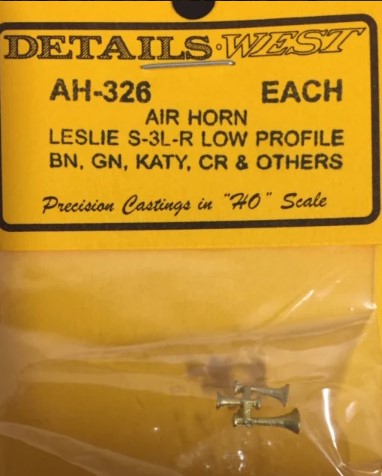 DETAILS·WEST
AH-326 EACH
AIR HORN
LESLIE S-3L-R LOW PROFILE
BN, GN, KATY, CR & OTHERS
Precision Castings in "HO" Scale